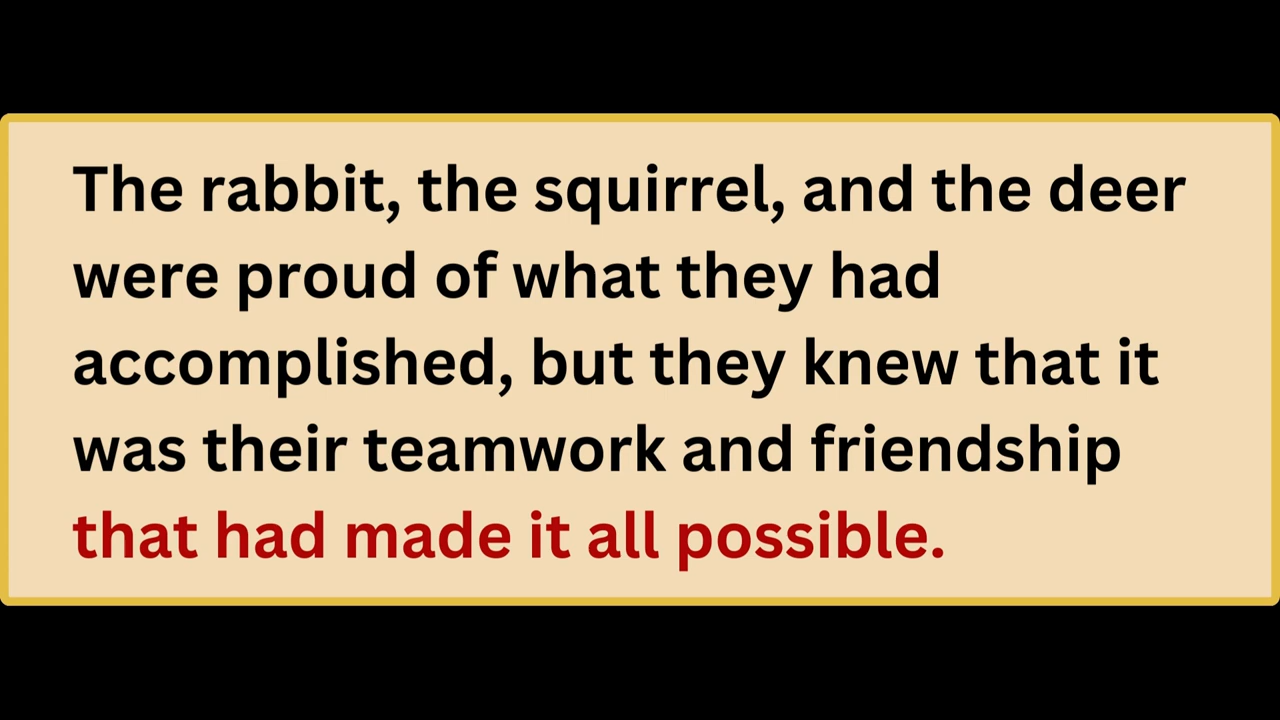 The rabbit, the squirrel, and the deer
were proud of what they had
accomplished, but they knew that it
was their teamwork and friendship
that had made it all possible.